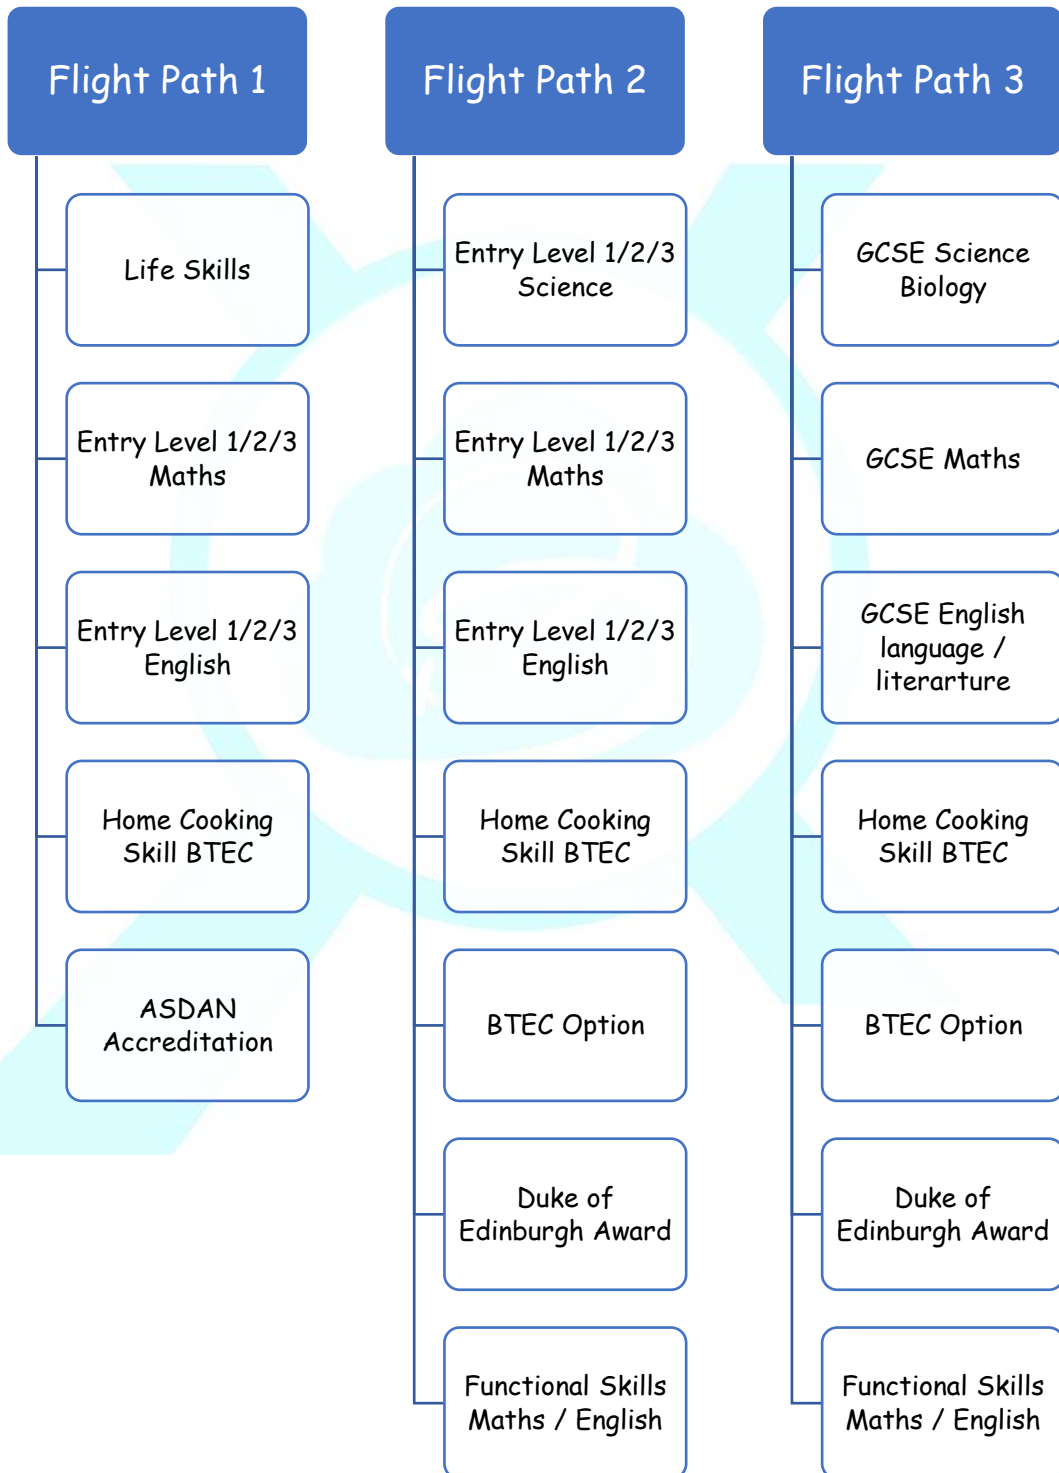 Flight Path 1
Life Skills
Entry Level 1/2/3
Maths
Entry Level 1/2/3
English
Home Cooking
Skill BTEC
ASDAN
Accreditation
Flight Path 2
Entry Level 1/2/3
Science
Entry Level 1/2/3
Maths
Entry Level 1/2/3
English
Home Cooking
Skill BTEC
BTEC Option
Duke of
Edinburgh Award
Functional Skills
Maths / English
Flight Path 3
GCSE Science
Biology
GCSE Maths
GCSE English
language /
literarture
Home Cooking
Skill BTEC
BTEC Option
Duke of
Edinburgh Award
Functional Skills
Maths / English